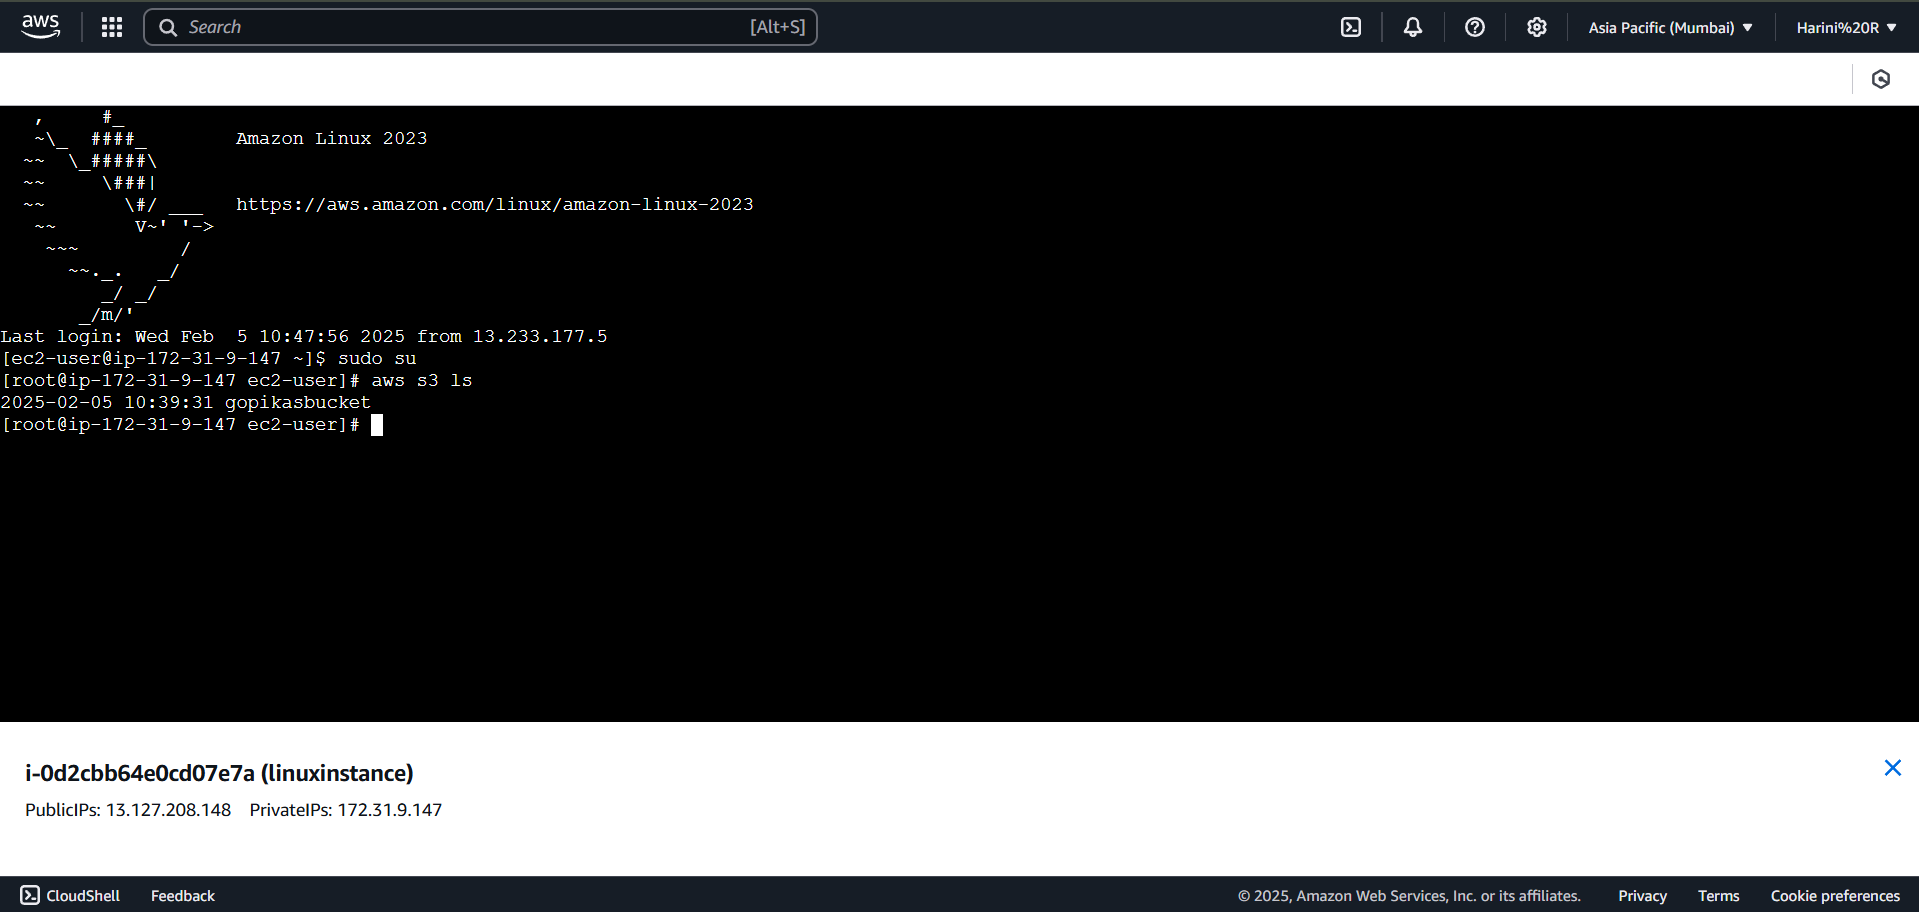 aws
Search [Alt+S]
Asia Pacific (Mumbai)
Harini%20R
   ,     #_
   ~\_  ####_        Amazon Linux 2023
  ~~  \_#####\
  ~~     \###|
  ~~       \#/ ___   https://aws.amazon.com/linux/amazon-linux-2023
   ~~       V~' '->
    ~~~         /
      ~~._.   _/
         _/ _/
       _/m/'
Last login: Wed Feb  5 10:47:56 2025 from 13.233.177.5
[ec2-user@ip-172-31-9-147 ~]$ sudo su
[root@ip-172-31-9-147 ec2-user]# aws s3 ls
2025-02-05 10:39:31 gopikasbucket
[root@ip-172-31-9-147 ec2-user]#
i-0d2cbb64e0cd07e7a (linuxinstance)
PublicIPs: 13.127.208.148 PrivateIPs: 172.31.9.147
CloudShell Feedback © 2025, Amazon Web Services, Inc. or its affiliates. Privacy Terms Cookie preferences